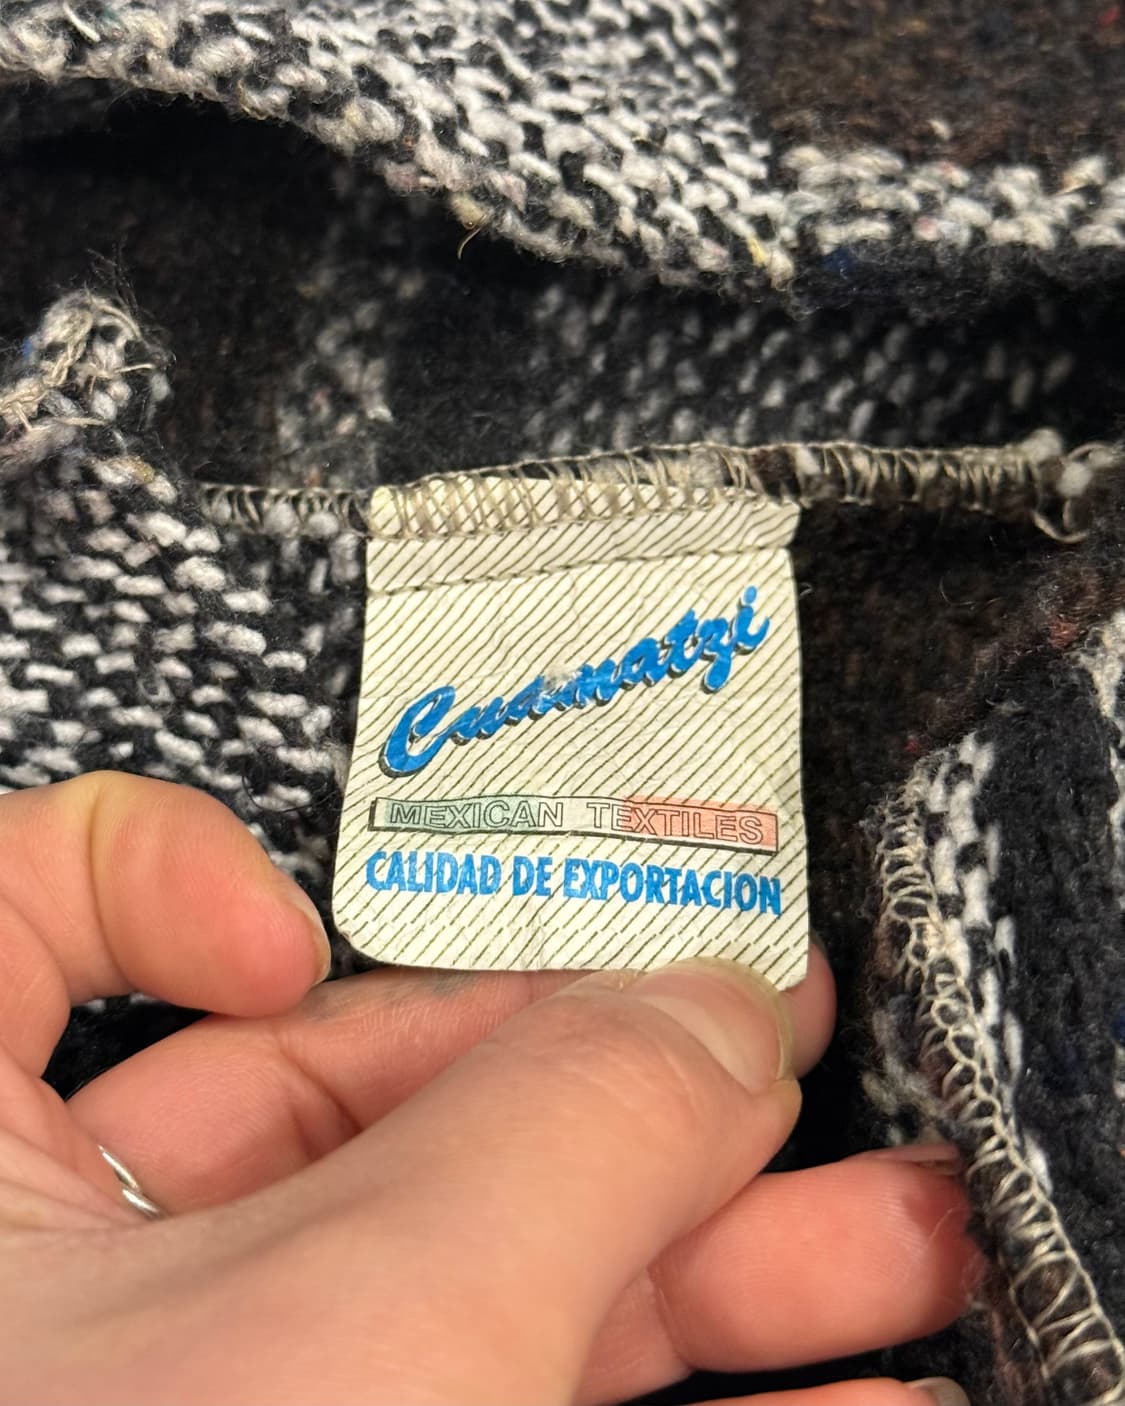 Cuamatzi
MEXICAN TEXTILES
CALIDAD DE EXPORTACION